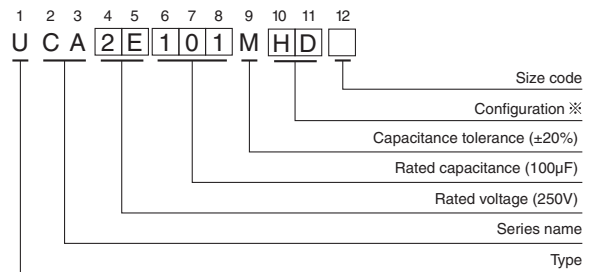 1 2 3 4 5 6 7 8 9 10 11 12
U C A 2 E 1 0 1 M H D
Size code
Configuration ※
Capacitance tolerance (±20%)
Rated capacitance (100µF)
Rated voltage (250V)
Series name
Type